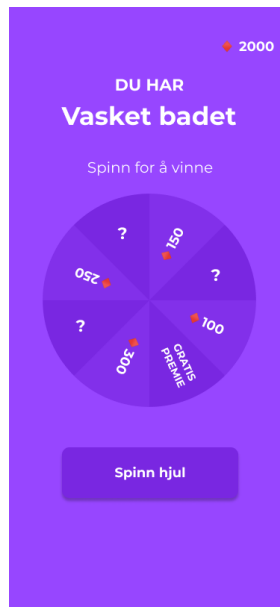 2000
DU HAR
Vasket badet
Spinn for å vinne
?
150
?
100
GRATIS
PREMIE
300
?
250
Spinn hjul